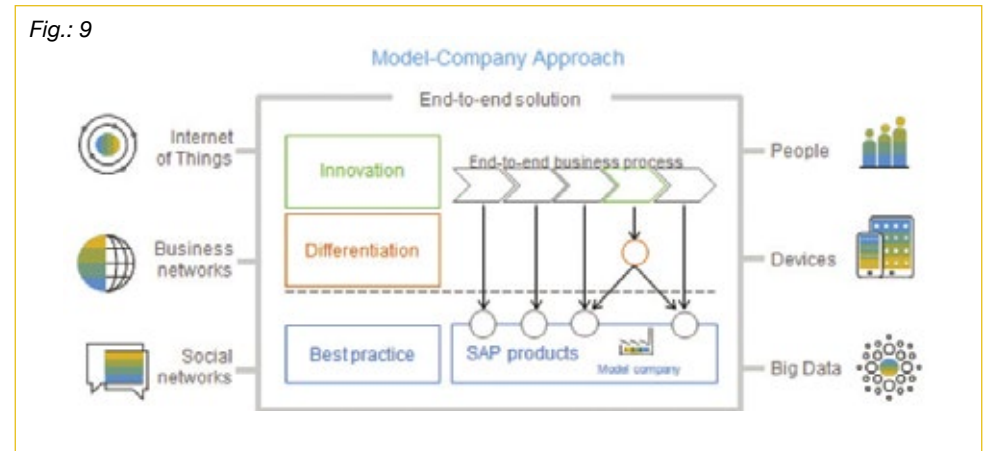 Fig.: 9
Model-Company Approach
End-to-end solution
Internet
of Things
Business
networks
Social
networks
Innovation
Differentiation
Best practice
End-to-end business process
SAP products
Model company
People
Devices
Big Data